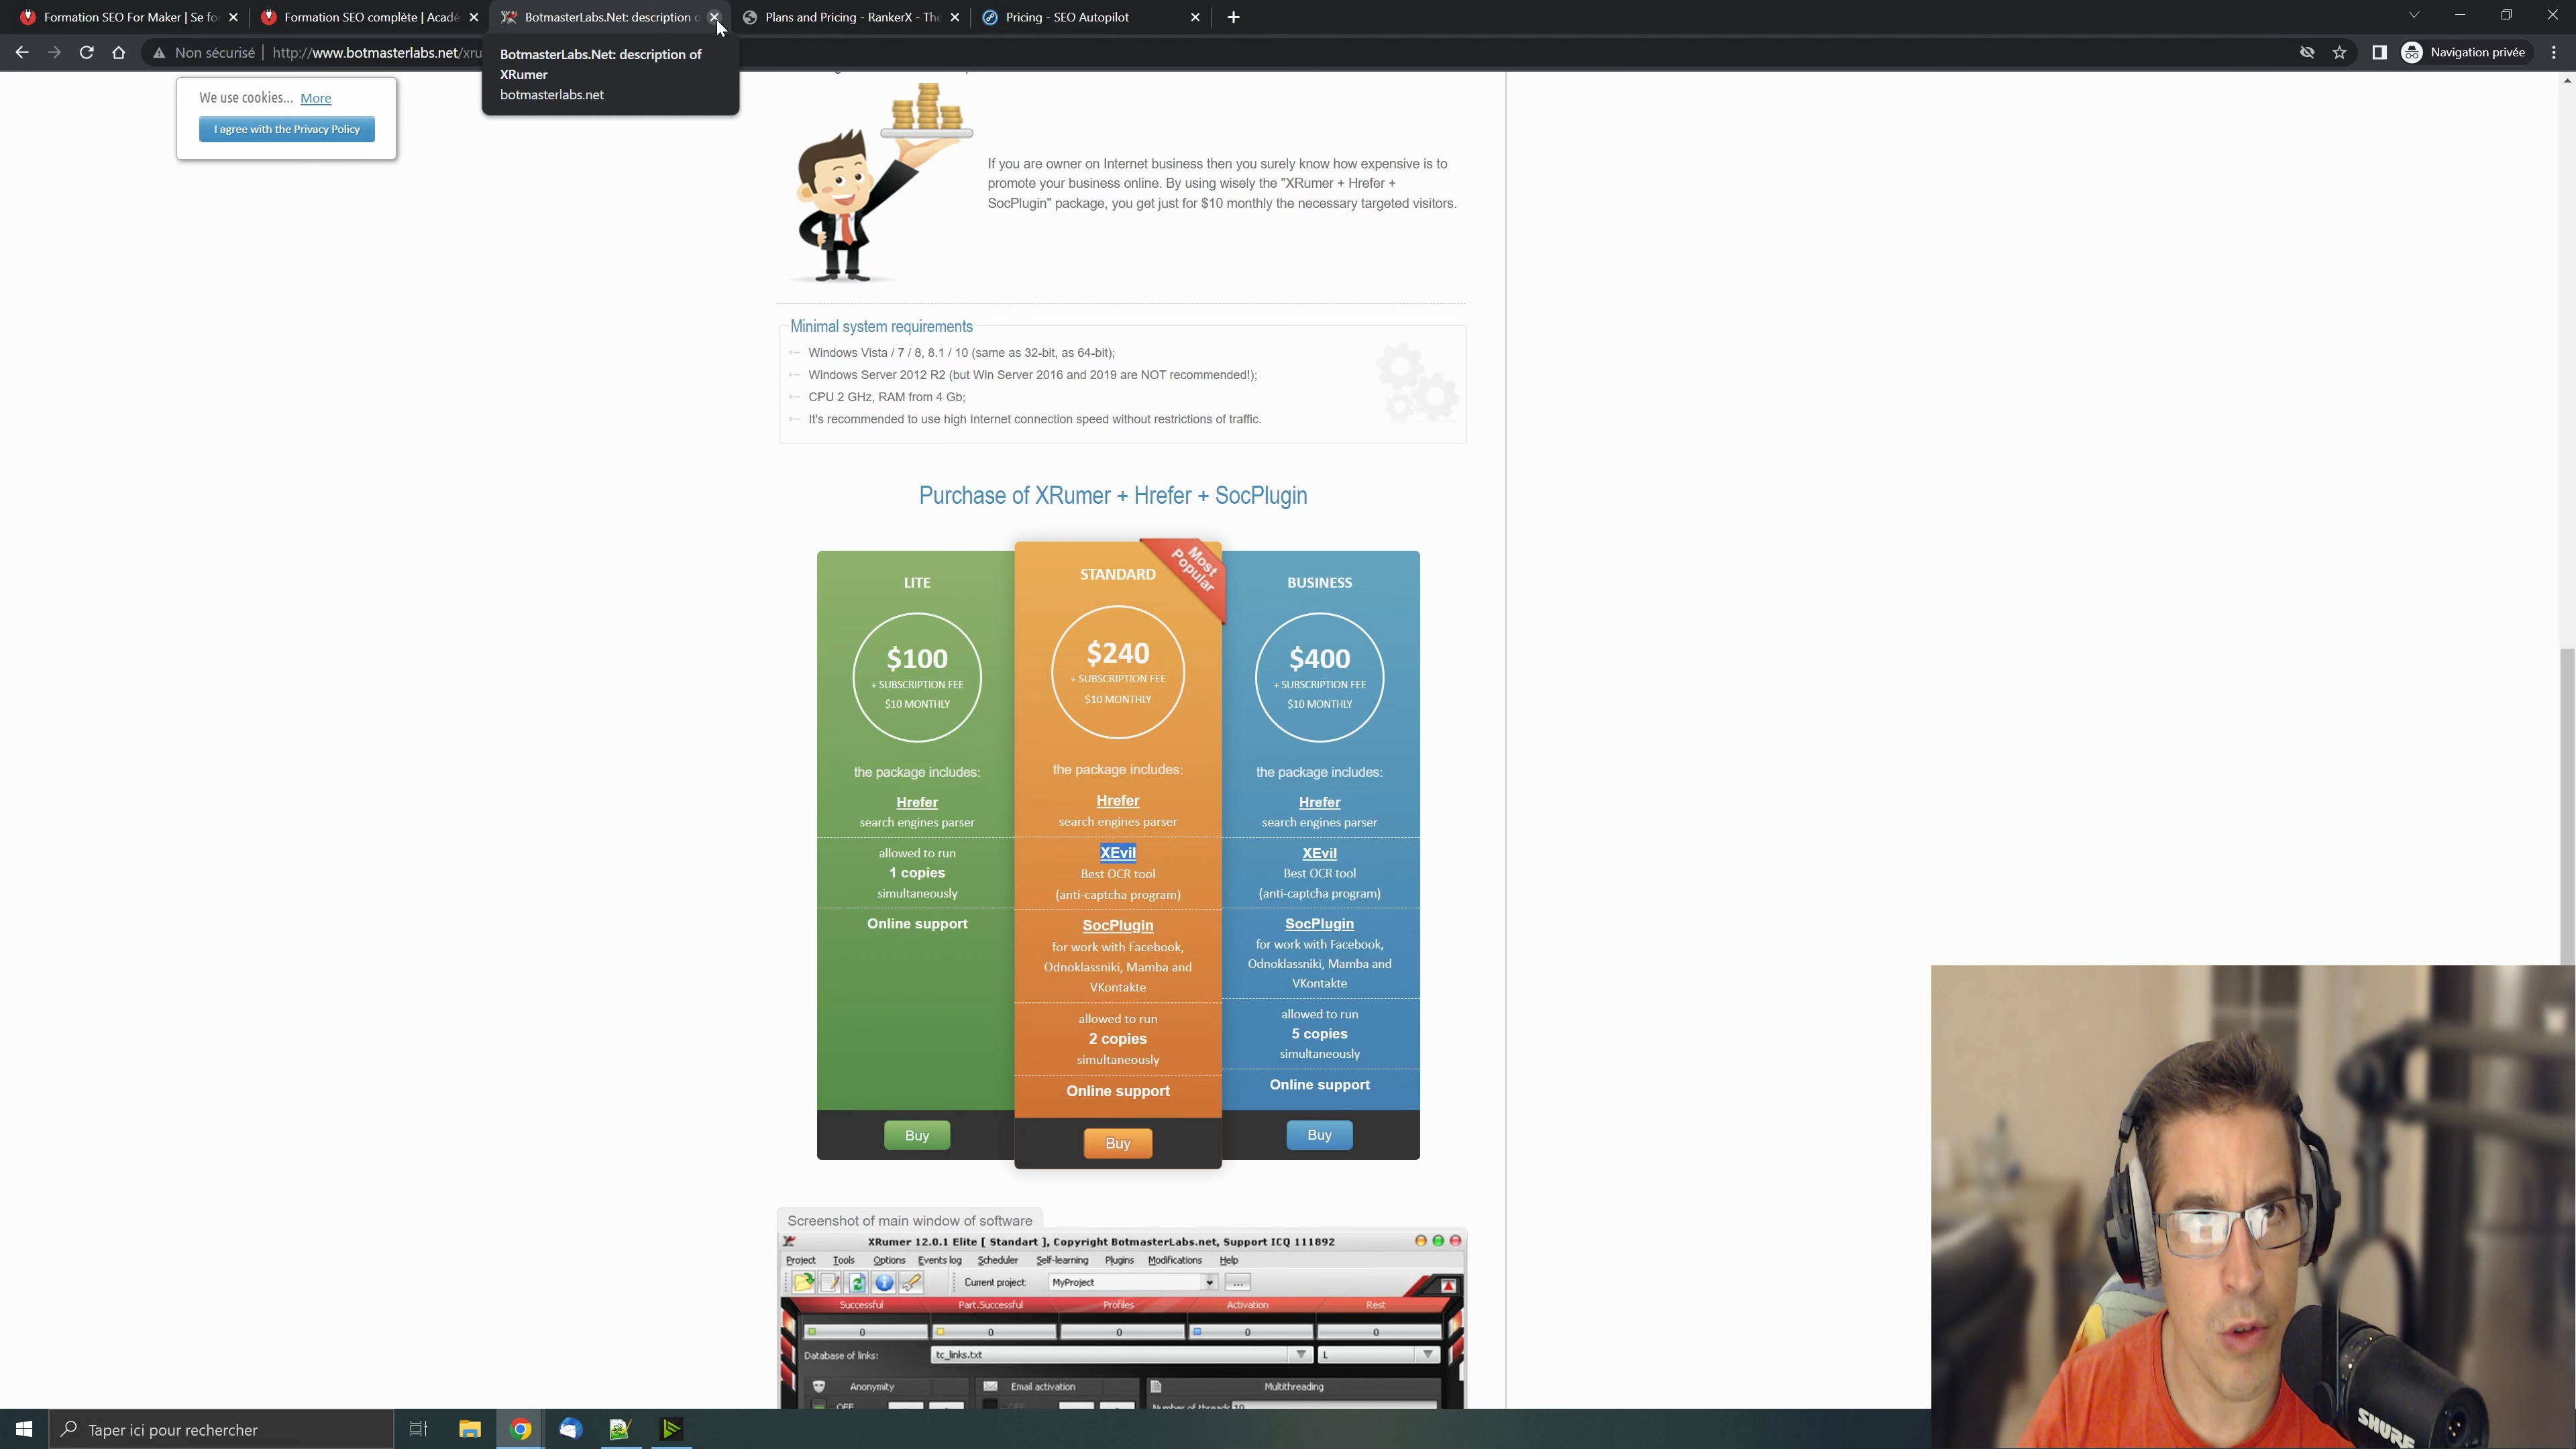 Formation SEO For Maker | Se fo
Formation SEO complète | Acadé
BotmasterLabs.Net: description o
Plans and Pricing - RankerX - The
Pricing - SEO Autopilot
Non sécurisé
http://www.botmasterlabs.net/xru
Navigation privée
BotmasterLabs.Net: description of
XRumer
botmasterlabs.net
We use cookies... More
I agree with the Privacy Policy
If you are owner on Internet business then you surely know how expensive is to
promote your business online. By using wisely the "XRumer + Hrefer +
SocPlugin" package, you get just for $10 monthly the necessary targeted visitors.
Minimal system requirements
Windows Vista / 7 / 8, 8.1 / 10 (same as 32-bit, as 64-bit);
Windows Server 2012 R2 (but Win Server 2016 and 2019 are NOT recommended!);
CPU 2 GHz, RAM from 4 Gb;
It's recommended to use high Internet connection speed without restrictions of traffic.
Purchase of XRumer + Hrefer + SocPlugin
LITE
$100
+ SUBSCRIPTION FEE
$10 MONTHLY
the package includes:
Hrefer
search engines parser
allowed to run
1 copies
simultaneously
Online support
Buy
Most
Popular
STANDARD
$240
+ SUBSCRIPTION FEE
$10 MONTHLY
the package includes:
Hrefer
search engines parser
XEvil
Best OCR tool
(anti-captcha program)
SocPlugin
for work with Facebook,
Odnoklassniki, Mamba and
VKontakte
allowed to run
2 copies
simultaneously
Online support
Buy
BUSINESS
$400
+ SUBSCRIPTION FEE
$10 MONTHLY
the package includes:
Hrefer
search engines parser
XEvil
Best OCR tool
(anti-captcha program)
SocPlugin
for work with Facebook,
Odnoklassniki, Mamba and
VKontakte
allowed to run
5 copies
simultaneously
Online support
Buy
Screenshot of main window of software
XRumer 12.0.1 Elite [ Standart ], Copyright BotmasterLabs.net, Support ICQ 111892
Project Tools Options Events log Scheduler Self-learning Plugins Modifications Help
Current project: MyProject ...
Successful Part.Successful Profiles Activation Rest
0 0 0 0 0
Database of links: tc_links.txt L
Anonymity Email activation Multithreading
Number of threads 10
Taper ici pour rechercher
SHURE